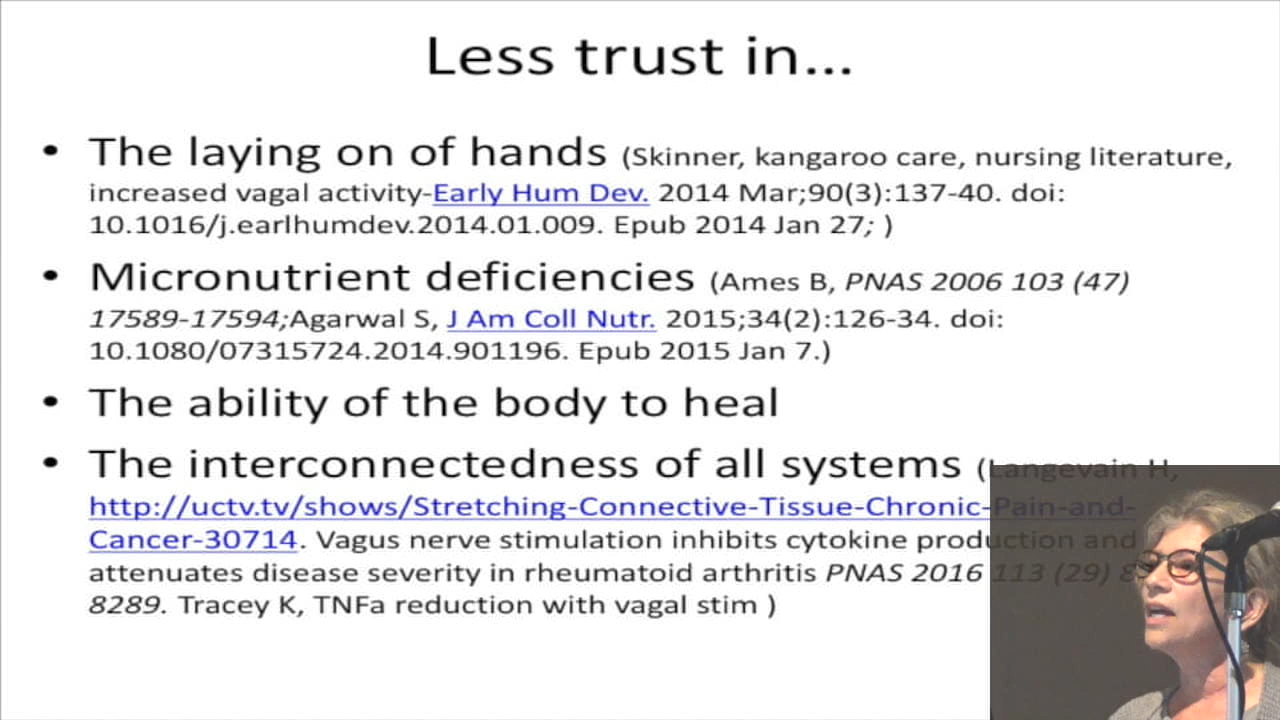 Less trust in...
• The laying on of hands (Skinner, kangaroo care, nursing literature,
increased vagal activity-Early Hum Dev. 2014 Mar;90(3):137-40. doi:
10.1016/j.earlhumdev.2014.01.009. Epub 2014 Jan 27; )
• Micronutrient deficiencies (Ames B, PNAS 2006 103 (47)
17589-17594;Agarwal S, J Am Coll Nutr. 2015;34(2):126-34. doi:
10.1080/07315724.2014.901196. Epub 2015 Jan 7.)
• The ability of the body to heal
• The interconnectedness of all systems (Langevain H,
http://uctv.tv/shows/Stretching-Connective-Tissue-Chronic-Pain-and-
Cancer-30714. Vagus nerve stimulation inhibits cytokine production and
attenuates disease severity in rheumatoid arthritis PNAS 2016 113 (29)
8289. Tracey K, TNFa reduction with vagal stim )